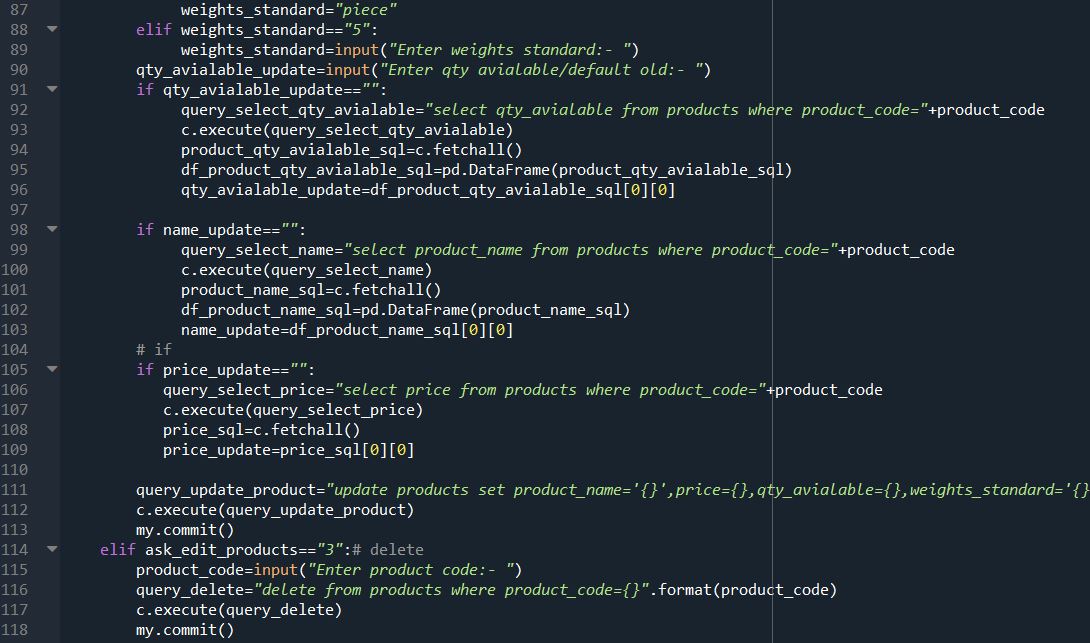 87 weights_standard="piece"
88 elif weights_standard=="5":
89 weights_standard=input("Enter weights standard:- ")
90 qty_avialable_update=input("Enter qty avialable/default old:- ")
91 if qty_avialable_update=="":
92 query_select_qty_avialable="select qty_avialable from products where product_code="+product_code
93 c.execute(query_select_qty_avialable)
94 product_qty_avialable_sql=c.fetchall()
95 df_product_qty_avialable_sql=pd.DataFrame(product_qty_avialable_sql)
96 qty_avialable_update=df_product_qty_avialable_sql[0][0]
97
98 if name_update=="":
99 query_select_name="select product_name from products where product_code="+product_code
100 c.execute(query_select_name)
101 product_name_sql=c.fetchall()
102 df_product_name_sql=pd.DataFrame(product_name_sql)
103 name_update=df_product_name_sql[0][0]
104 # if
105 if price_update=="":
106 query_select_price="select price from products where product_code="+product_code
107 c.execute(query_select_price)
108 price_sql=c.fetchall()
109 price_update=price_sql[0][0]
110
111 query_update_product="update products set product_name='{}',price={},qty_avialable={},weights_standard='{}
112 c.execute(query_update_product)
113 my.commit()
114 elif ask_edit_products=="3":# delete
115 product_code=input("Enter product code:- ")
116 query_delete="delete from products where product_code={}".format(product_code)
117 c.execute(query_delete)
118 my.commit()